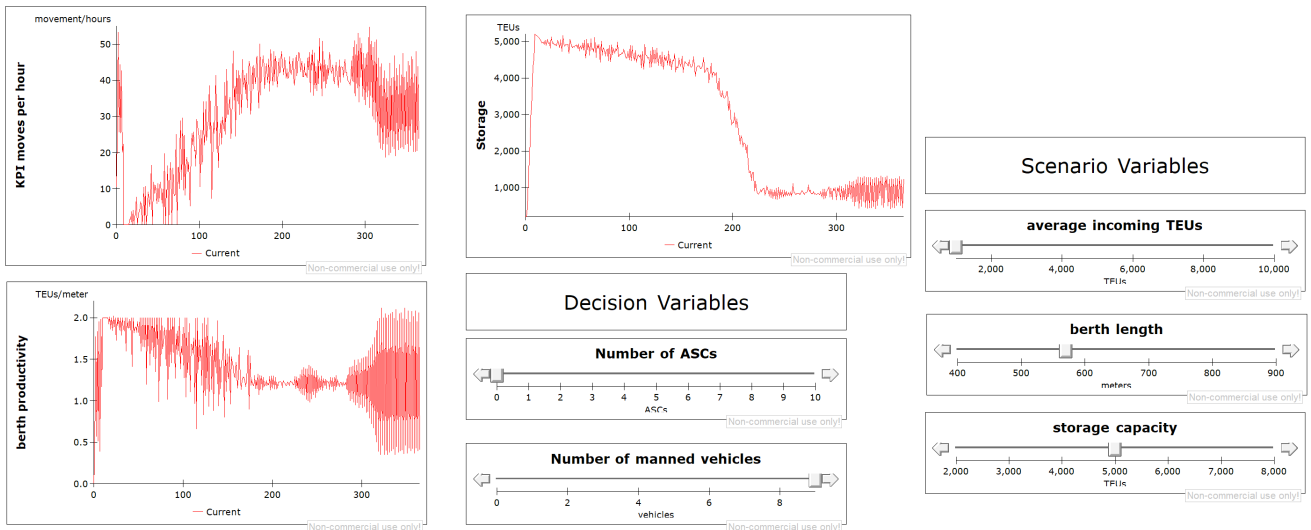 movement/hours
KPI moves per hour
50
40
30
20
10
0
0
100
200
300
Current
Non-commercial use only!
TEUs/meter
berth productivity
2.0
1.5
1.0
0.5
0.0
0
100
200
300
Current
Non-commercial use only!
TEUs
Storage
5,000
4,000
3,000
2,000
1,000
0
100
200
300
Current
Non-commercial use only!
Decision Variables
Number of ASCs
0 1 2 3 4 5 6 7 8 9 10
ASCs
Non-commercial use only!
Number of manned vehicles
0 2 4 6 8
vehicles
Non-commercial use only!
Scenario Variables
average incoming TEUs
2,000 4,000 6,000 8,000 10,000
TEUs
Non-commercial use only!
berth length
400 500 600 700 800 900
meters
Non-commercial use only!
storage capacity
2,000 3,000 4,000 5,000 6,000 7,000 8,000
TEUs
Non-commercial use only!